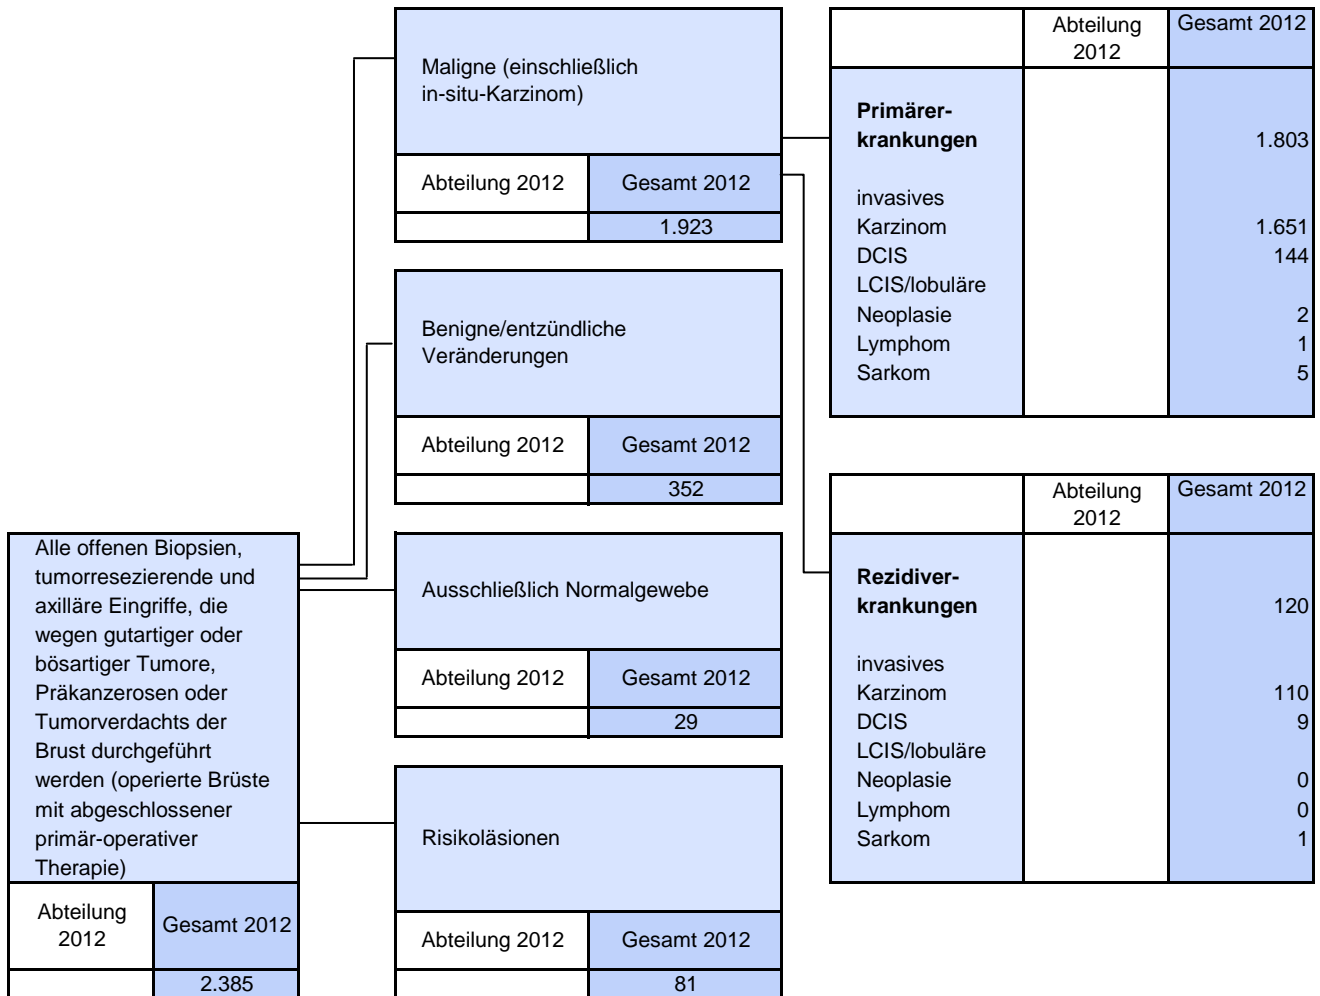 Alle offenen Biopsien,
tumorresezierende und
axilläre Eingriffe, die
wegen gutartiger oder
bösartiger Tumore,
Präkanzerosen oder
Tumorverdachts der
Brust durchgeführt
werden (operierte Brüste
mit abgeschlossener
primär-operativer
Therapie)
Abteilung
2012
Gesamt 2012
2.385
Maligne (einschließlich
in-situ-Karzinom)
Abteilung 2012 Gesamt 2012
1.923
Benigne/entzündliche
Veränderungen
Abteilung 2012 Gesamt 2012
352
Ausschließlich Normalgewebe
Abteilung 2012 Gesamt 2012
29
Risikoläsionen
Abteilung 2012 Gesamt 2012
81
Abteilung
2012
Gesamt 2012
Primärer-
krankungen 1.803
invasives
Karzinom 1.651
DCIS 144
LCIS/lobuläre
Neoplasie 2
Lymphom 1
Sarkom 5
Abteilung
2012
Gesamt 2012
Rezidiver-
krankungen 120
invasives
Karzinom 110
DCIS 9
LCIS/lobuläre
Neoplasie 0
Lymphom 0
Sarkom 1